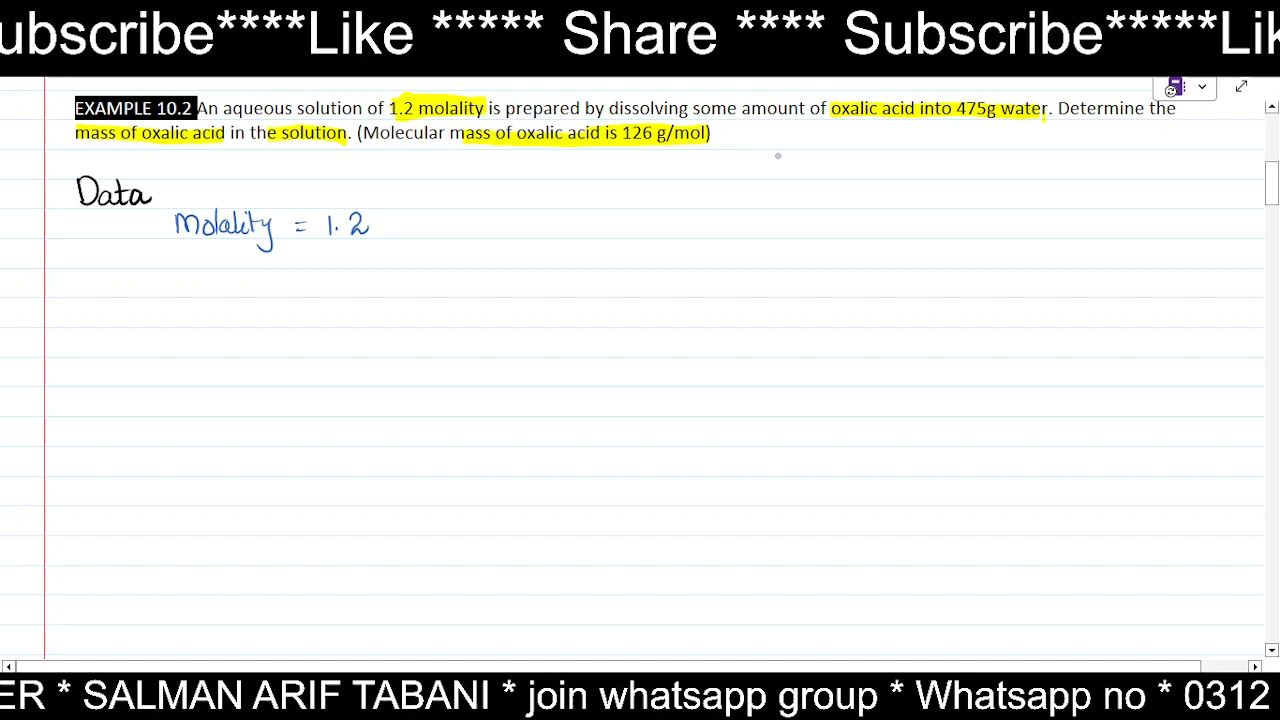 ubscribe****Like ***** Share **** Subscribe*****Lik
EXAMPLE 10.2 An aqueous solution of 1.2 molality is prepared by dissolving some amount of oxalic acid into 475g water. Determine the
mass of oxalic acid in the solution. (Molecular mass of oxalic acid is 126 g/mol)
Data
Molality = 1.2
ER * SALMAN ARIF TABANI * join whatsapp group * Whatsapp no * 0312